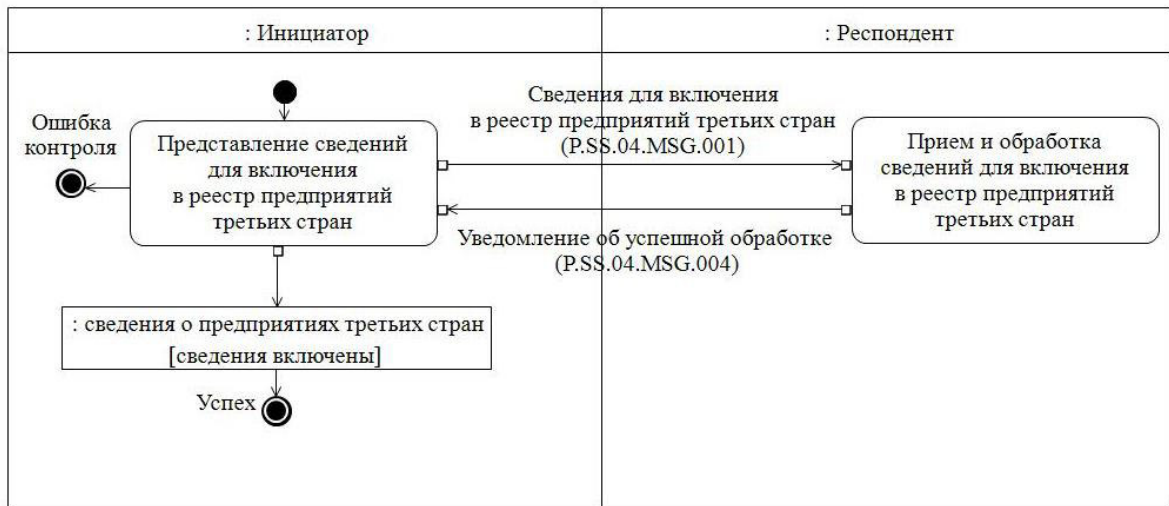 : Инициатор
: Респондент
Ошибка
контроля
Представление сведений
для включения
в реестр предприятий
третьих стран
Сведения для включения
в реестр предприятий третьих стран
(P.SS.04.MSG.001)
Прием и обработка
сведений для включения
в реестр предприятий
третьих стран
Уведомление об успешной обработке
(P.SS.04.MSG.004)
: сведения о предприятиях третьих стран
[сведения включены]
Успех